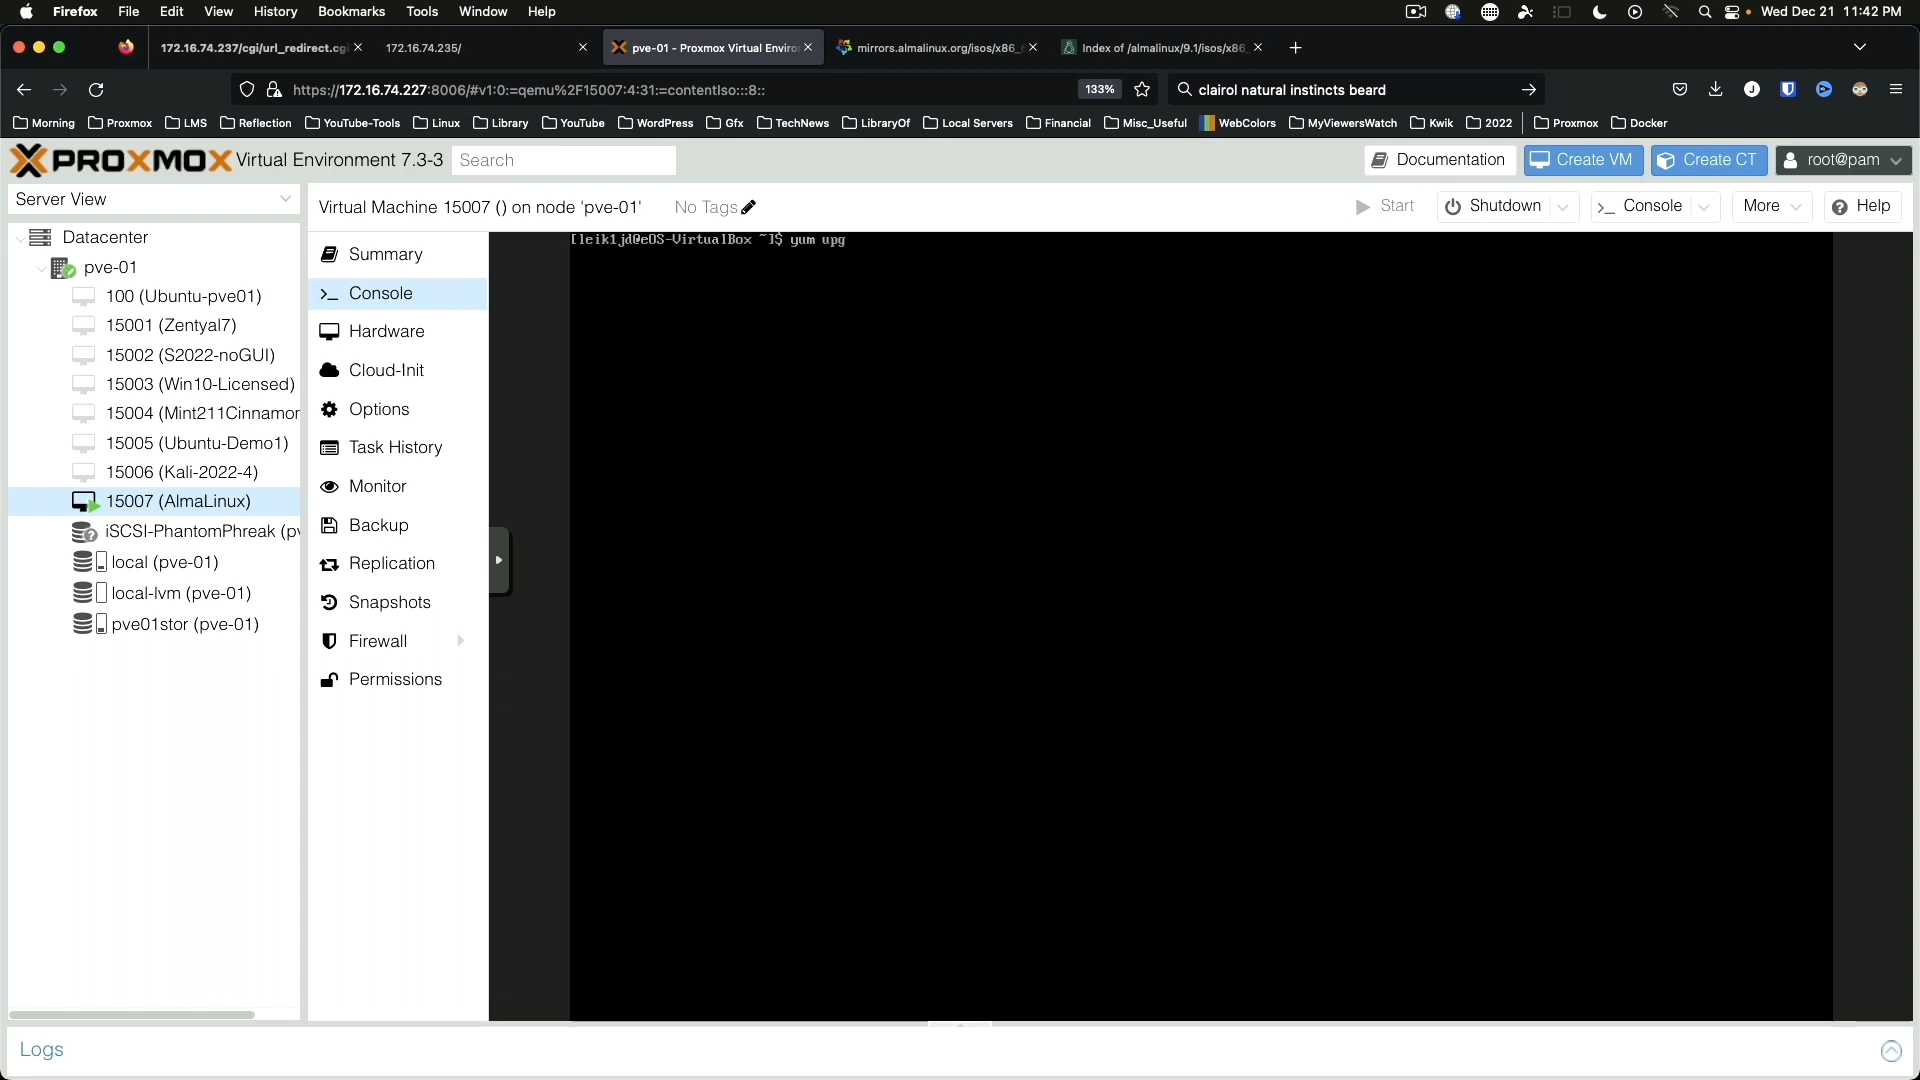 Firefox File Edit View History Bookmarks Tools Window Help Wed Dec 21 11:42 PM
172.16.74.237/cgi/url_redirect.cgi 172.16.74.235/ pve-01 - Proxmox Virtual Enviro mirrors.almalinux.org/isos/x86_ Index of /almalinux/9.1/isos/x86_
https://172.16.74.227:8006/#v1:0:=qemu%2F15007:4:31:=contentIso:::8:: 133% clairol natural instincts beard
Morning Proxmox LMS Reflection YouTube-Tools Linux Library YouTube WordPress Gfx TechNews LibraryOf Local Servers Financial Misc_Useful WebColors MyViewersWatch Kwik 2022 Proxmox Docker
PROXMOX Virtual Environment 7.3-3 Search Documentation Create VM Create CT root@pam
Server View
Virtual Machine 15007 () on node 'pve-01' No Tags Start Shutdown Console More Help
Datacenter
pve-01
100 (Ubuntu-pve01)
15001 (Zentyal7)
15002 (S2022-noGUI)
15003 (Win10-Licensed)
15004 (Mint211Cinnamon
15005 (Ubuntu-Demo1)
15006 (Kali-2022-4)
15007 (AlmaLinux)
iSCSI-PhantomPhreak (pv
local (pve-01)
local-lvm (pve-01)
pve01stor (pve-01)
Summary
Console
Hardware
Cloud-Init
Options
Task History
Monitor
Backup
Replication
Snapshots
Firewall
Permissions
[leik1jd@eOS-VirtualBox ~]$ yum upg
Logs